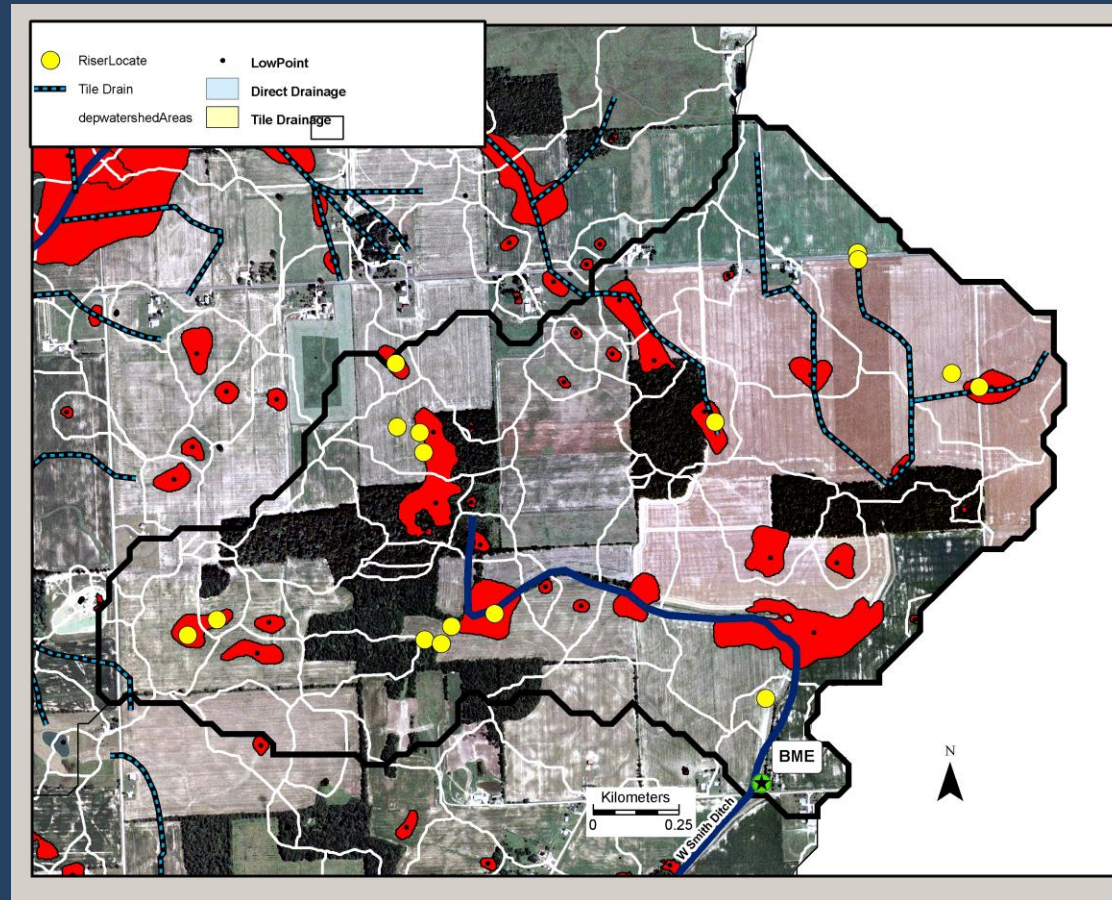 RiserLocate
Tile Drain
depwatershedAreas
LowPoint
Direct Drainage
Tile Drainage
N
BME
Kilometers
0 0.25
W Smith Ditch